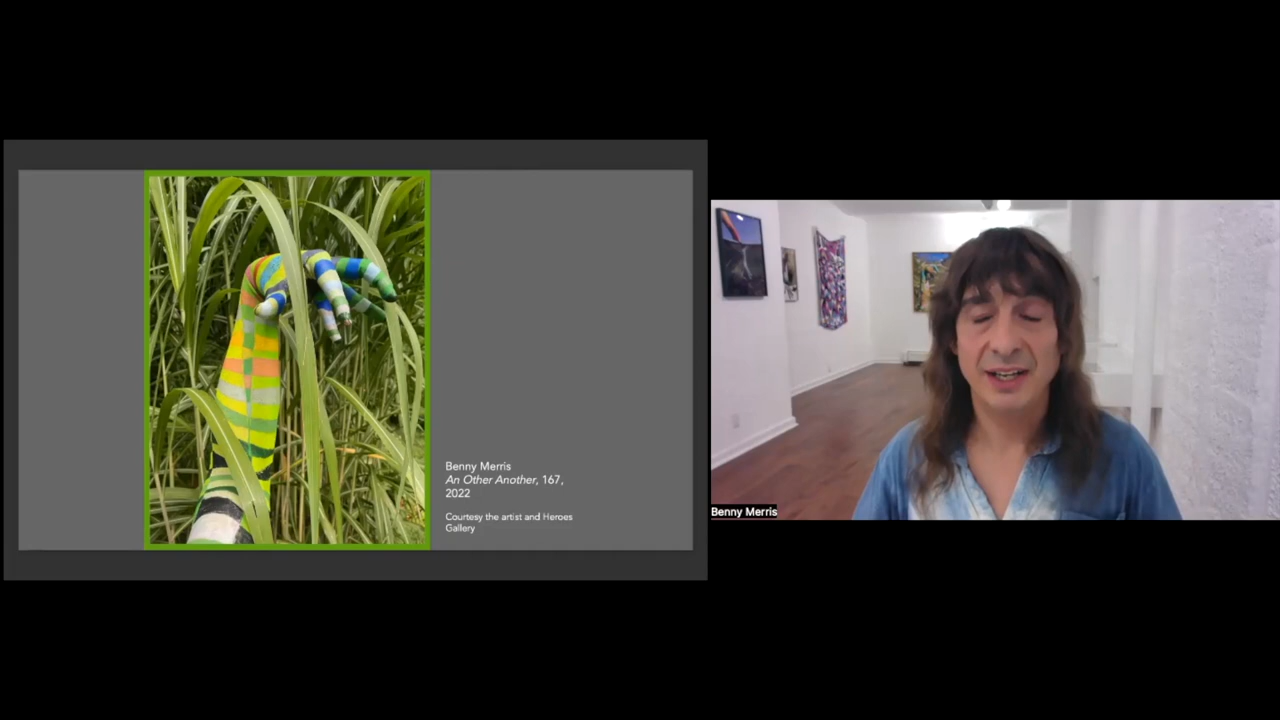 Benny Merris
An Other Another, 167,
2022
Courtesy the artist and Heroes
Gallery
Benny Merris